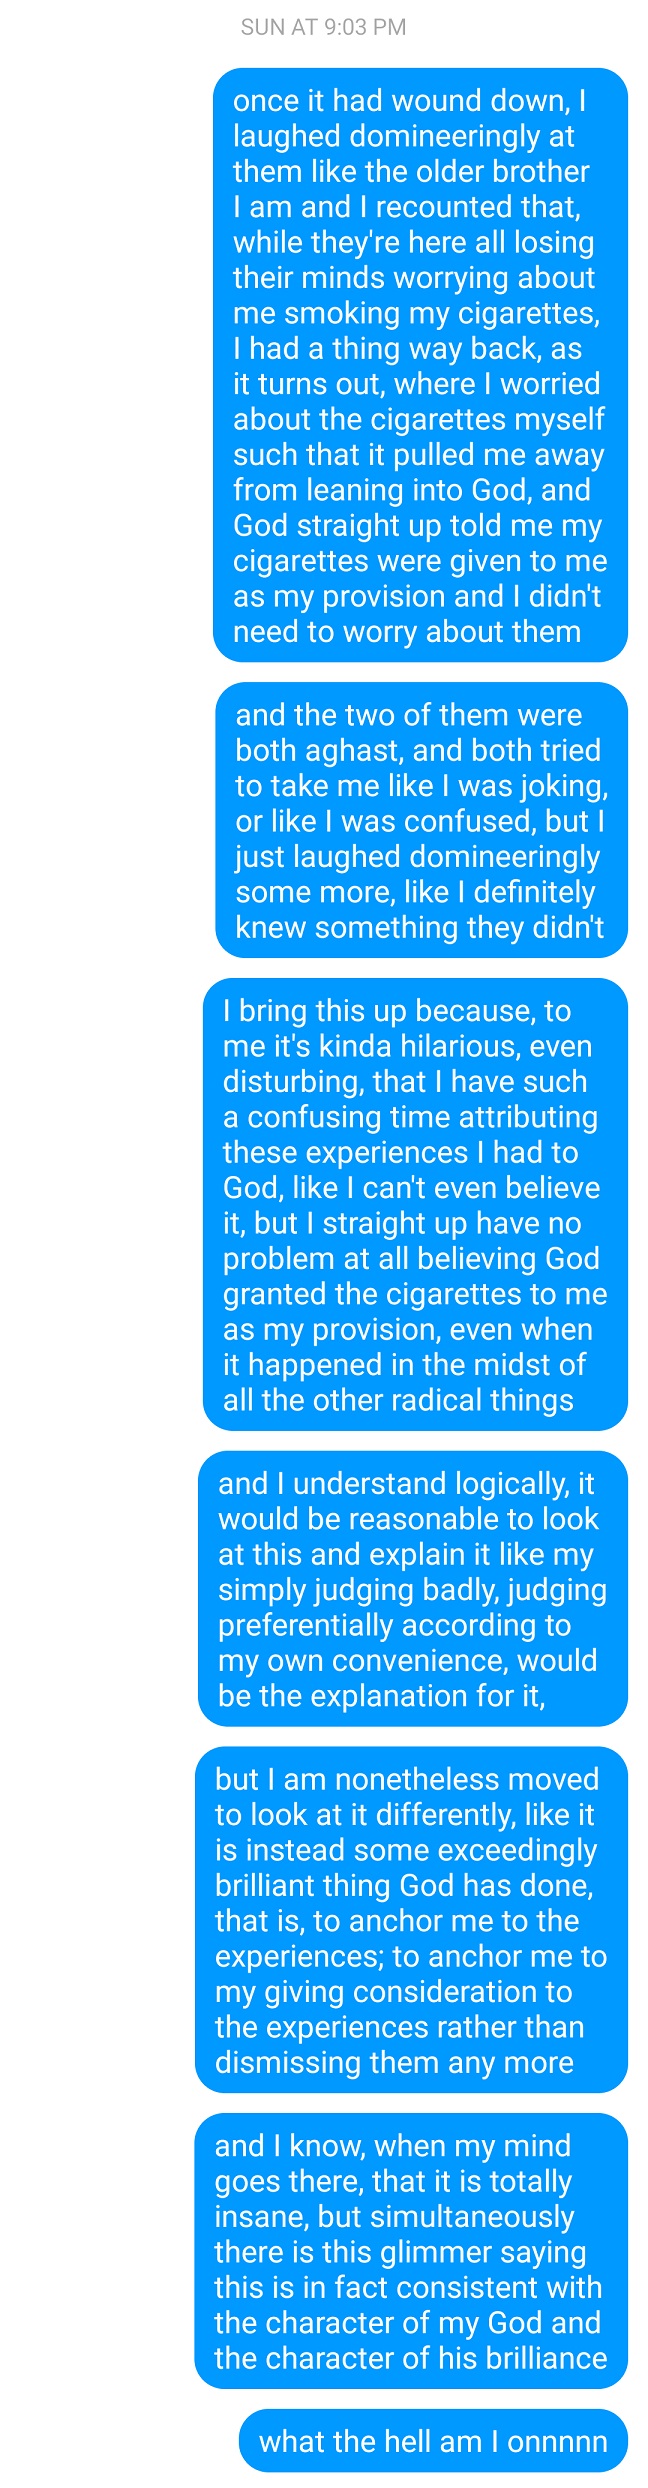 SUN AT 9:03 PM
once it had wound down, I
laughed domineeringly at
them like the older brother
I am and I recounted that,
while they're here all losing
their minds worrying about
me smoking my cigarettes,
I had a thing way back, as
it turns out, where I worried
about the cigarettes myself
such that it pulled me away
from leaning into God, and
God straight up told me my
cigarettes were given to me
as my provision and I didn't
need to worry about them
and the two of them were
both aghast, and both tried
to take me like I was joking,
or like I was confused, but I
just laughed domineeringly
some more, like I definitely
knew something they didn't
I bring this up because, to
me it's kinda hilarious, even
disturbing, that I have such
a confusing time attributing
these experiences I had to
God, like I can't even believe
it, but I straight up have no
problem at all believing God
granted the cigarettes to me
as my provision, even when
it happened in the midst of
all the other radical things
and I understand logically, it
would be reasonable to look
at this and explain it like my
simply judging badly, judging
preferentially according to
my own convenience, would
be the explanation for it,
but I am nonetheless moved
to look at it differently, like it
is instead some exceedingly
brilliant thing God has done,
that is, to anchor me to the
experiences; to anchor me to
my giving consideration to
the experiences rather than
dismissing them any more
and I know, when my mind
goes there, that it is totally
insane, but simultaneously
there is this glimmer saying
this is in fact consistent with
the character of my God and
the character of his brilliance
what the hell am I onnnnn